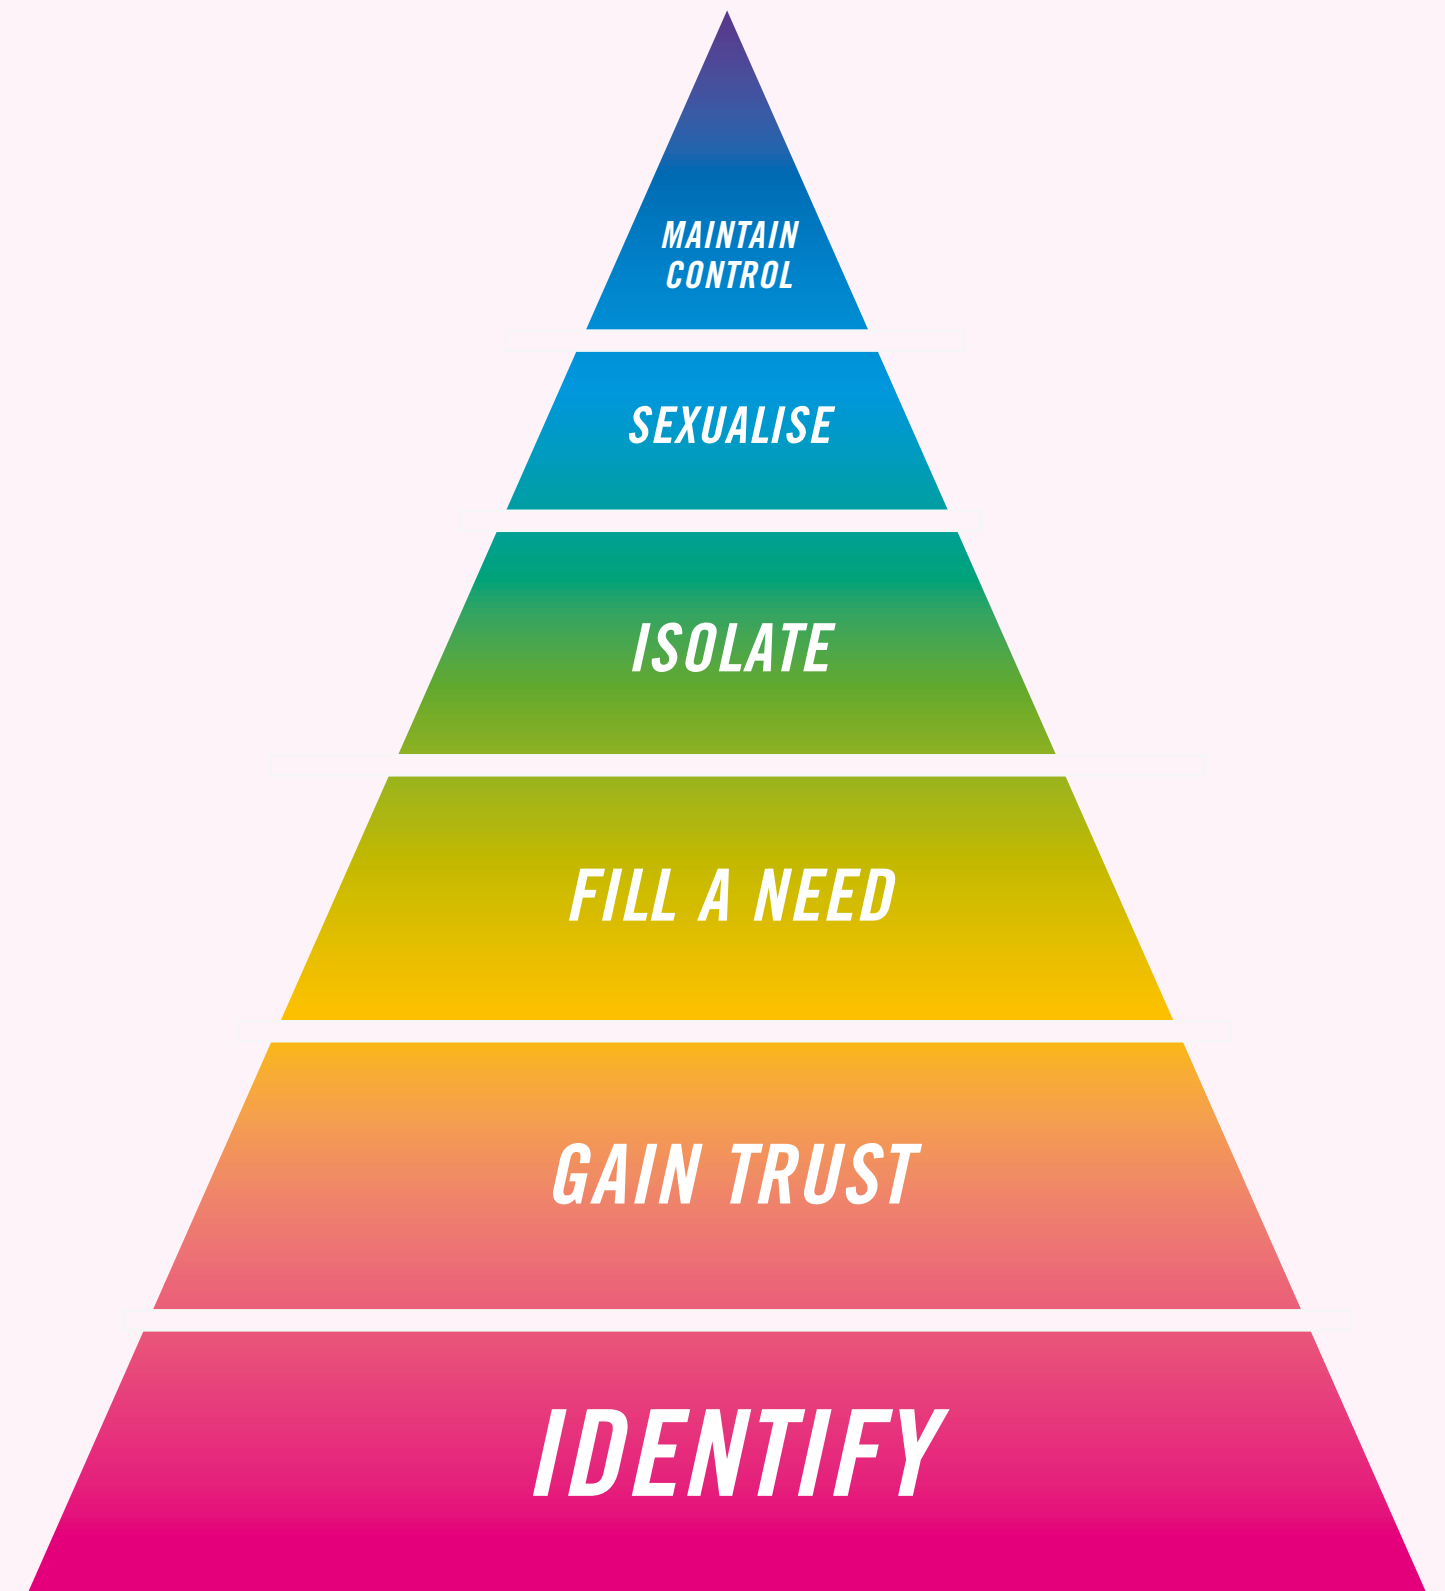 MAINTAIN
CONTROL
SEXUALISE
ISOLATE
FILL A NEED
GAIN TRUST
IDENTIFY